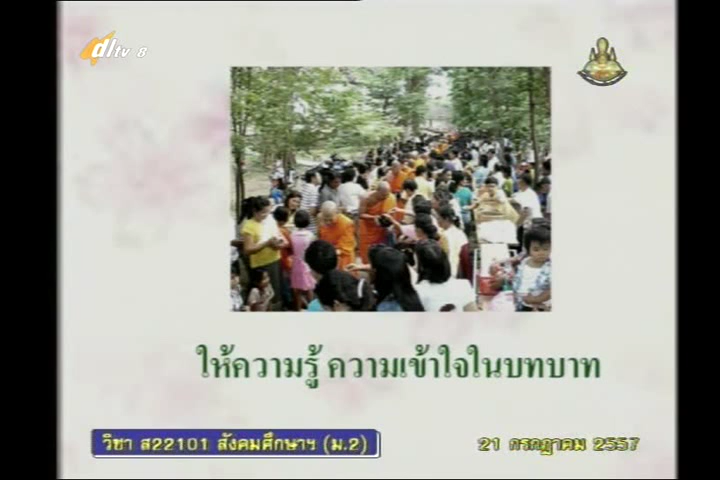 dltv 8
ให้ความรู้ ความเข้าใจในบทบาท
วิชา ส22101 สังคมศึกษาฯ (ม.2)
21 กรกฎาคม 2557